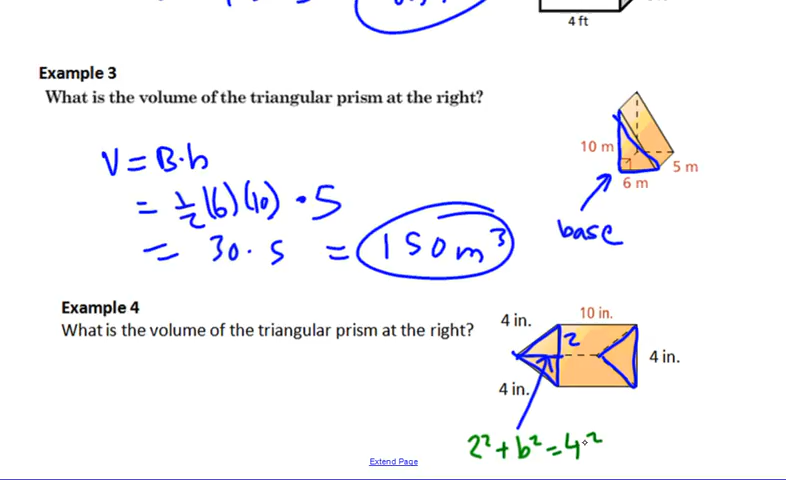 4 ft
Example 3
What is the volume of the triangular prism at the right?
10 m
5 m
6 m
V = B·h
= 1/2 (6)(10) · 5
= 30 · 5 = 150 m³
base
Example 4
What is the volume of the triangular prism at the right?
4 in.
10 in.
2
4 in.
4 in.
2² + b² = 4²
Extend Page